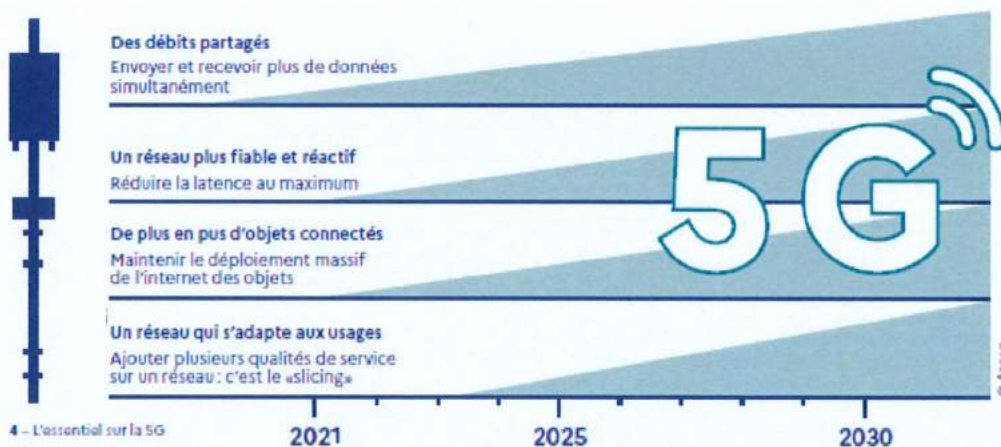 Des débits partagés
Envoyer et recevoir plus de données
simultanément
Un réseau plus fiable et réactif
Réduire la latence au maximum
5G
De plus en pus d'objets connectés
Maintenir le déploiement massif
de l'internet des objets
Un réseau qui s'adapte aux usages
Ajouter plusieurs qualités de service
sur un réseau : c'est le «slicing»
4 – L'essentiel sur la 5G
2021
2025
2030